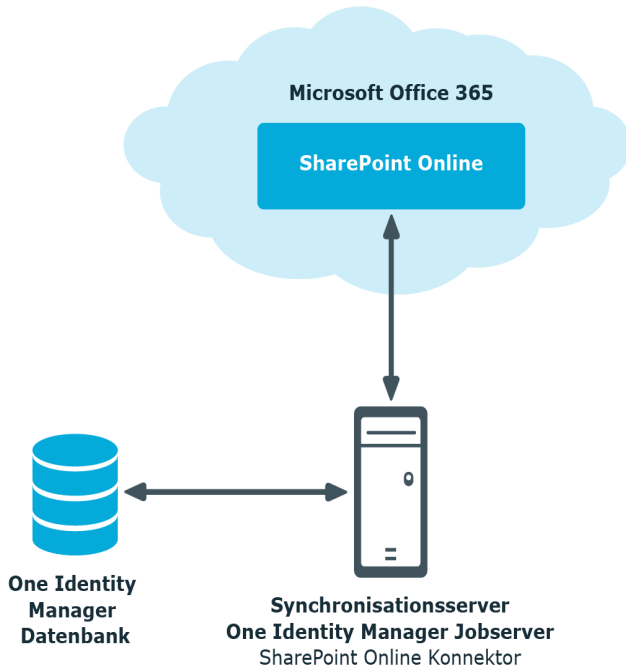 Microsoft Office 365
SharePoint Online
One Identity
Manager
Datenbank
Synchronisationsserver
One Identity Manager Jobserver
SharePoint Online Konnektor